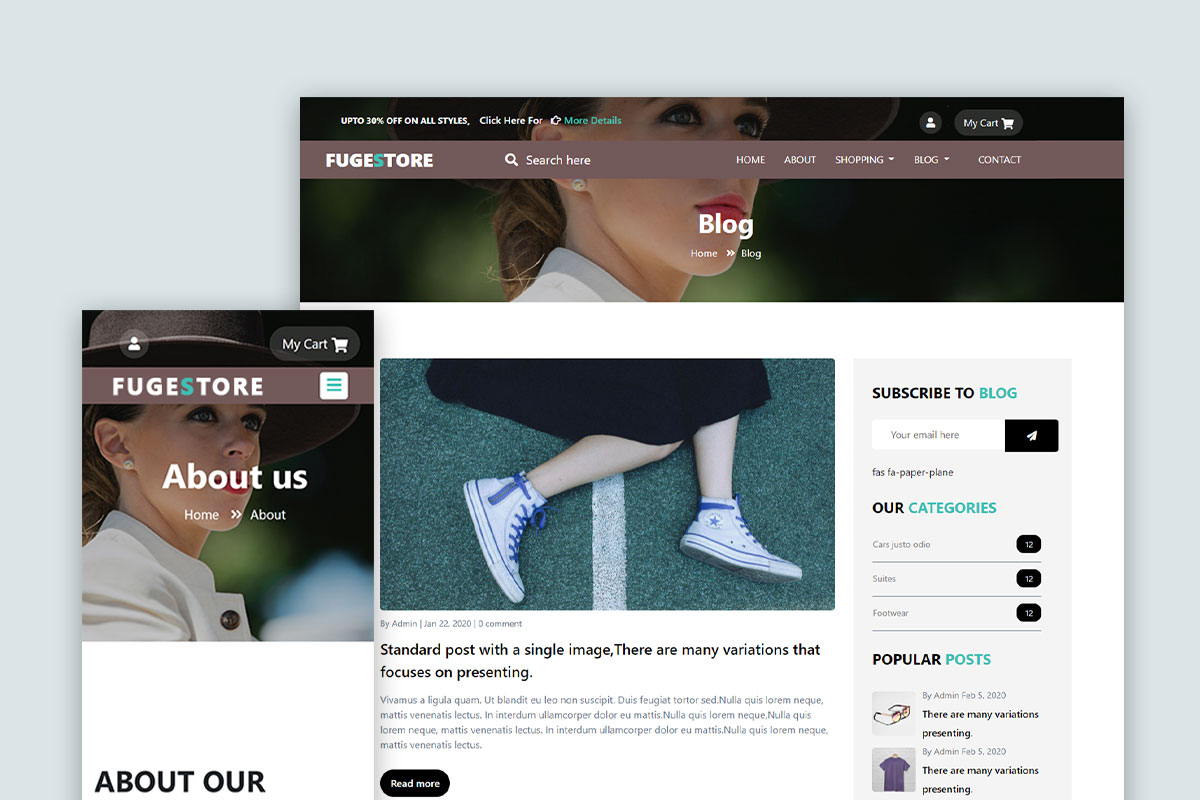 UPTO 30% OFF ON ALL STYLES, Click Here For More Details
My Cart
FUGESTORE
Search here
HOME ABOUT SHOPPING BLOG CONTACT
Blog
Home » Blog
My Cart
FUGESTORE
About us
Home » About
ABOUT OUR
By Admin | Jan 22, 2020 | 0 comment
Standard post with a single image,There are many variations that
focuses on presenting.
Vivamus a ligula quam. Ut blandit eu leo non suscipit. Duis feugiat tortor sed.Nulla quis lorem neque,
mattis venenatis lectus. In interdum ullamcorper dolor eu mattis.Nulla quis lorem neque,Nulla quis
lorem neque, mattis venenatis lectus. In interdum ullamcorper dolor eu mattis.Nulla quis lorem neque,
mattis venenatis lectus.
Read more
SUBSCRIBE TO BLOG
Your email here
fas fa-paper-plane
OUR CATEGORIES
Cars justo odio 12
Suites 12
Footwear 12
POPULAR POSTS
By Admin Feb 5, 2020
There are many variations
presenting.
By Admin Feb 5, 2020
There are many variations
presenting.